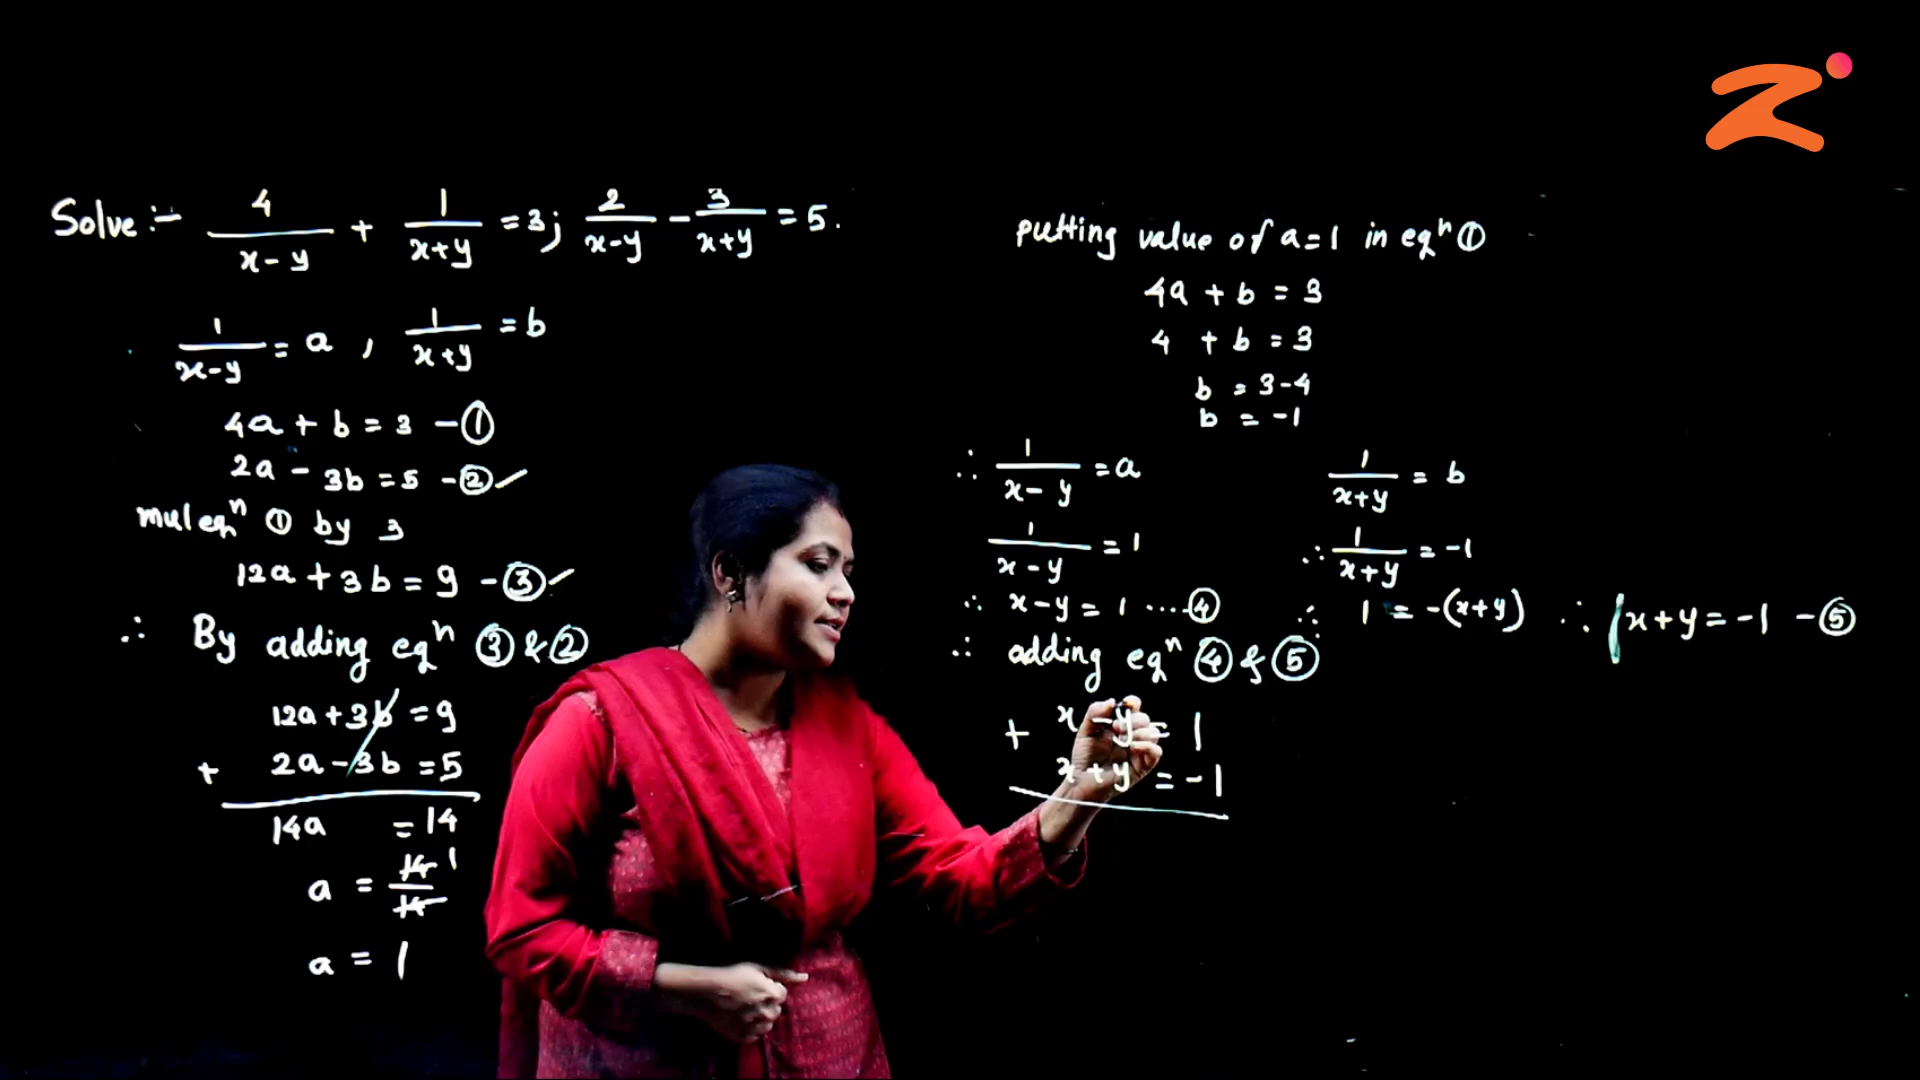 Solve :- 4/(x-y) + 1/(x+y) = 3; 2/(x-y) - 3/(x+y) = 5.
1/(x-y) = a , 1/(x+y) = b
4a + b = 3 - ①
2a - 3b = 5 - ② ✓
mul eqⁿ ① by 3
12a + 3b = 9 - ③ ✓
∴ By adding eqⁿ ③ & ②
12a + 3b = 9
+ 2a - 3b = 5
14a = 14
a = 14/14 1
a = 1
putting value of a = 1 in eqⁿ ①
4a + b = 3
4 + b = 3
b = 3-4
b = -1
∴ 1/(x-y) = a
1/(x-y) = 1
∴ x-y = 1 ....④
1/(x+y) = b
∴ 1/(x+y) = -1
∴ 1 = -(x+y) ∴ x+y = -1 - ⑤
∴ adding eqⁿ ④ & ⑤
+ x - y = 1
x + y = -1